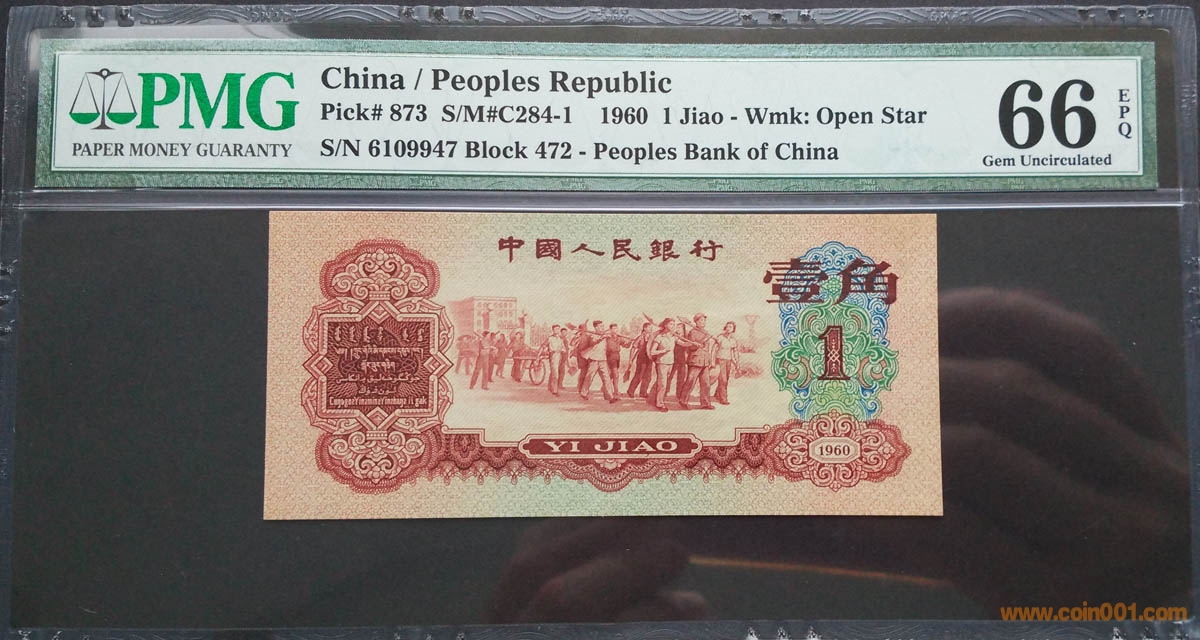 PMG
PAPER MONEY GUARANTY
China / Peoples Republic
Pick# 873 S/M#C284-1 1960 1 Jiao - Wmk: Open Star
S/N 6109947 Block 472 - Peoples Bank of China
66
EPQ
Gem Uncirculated
中國人民銀行
壹角
1
YI JIAO
1960
www.coin001.com